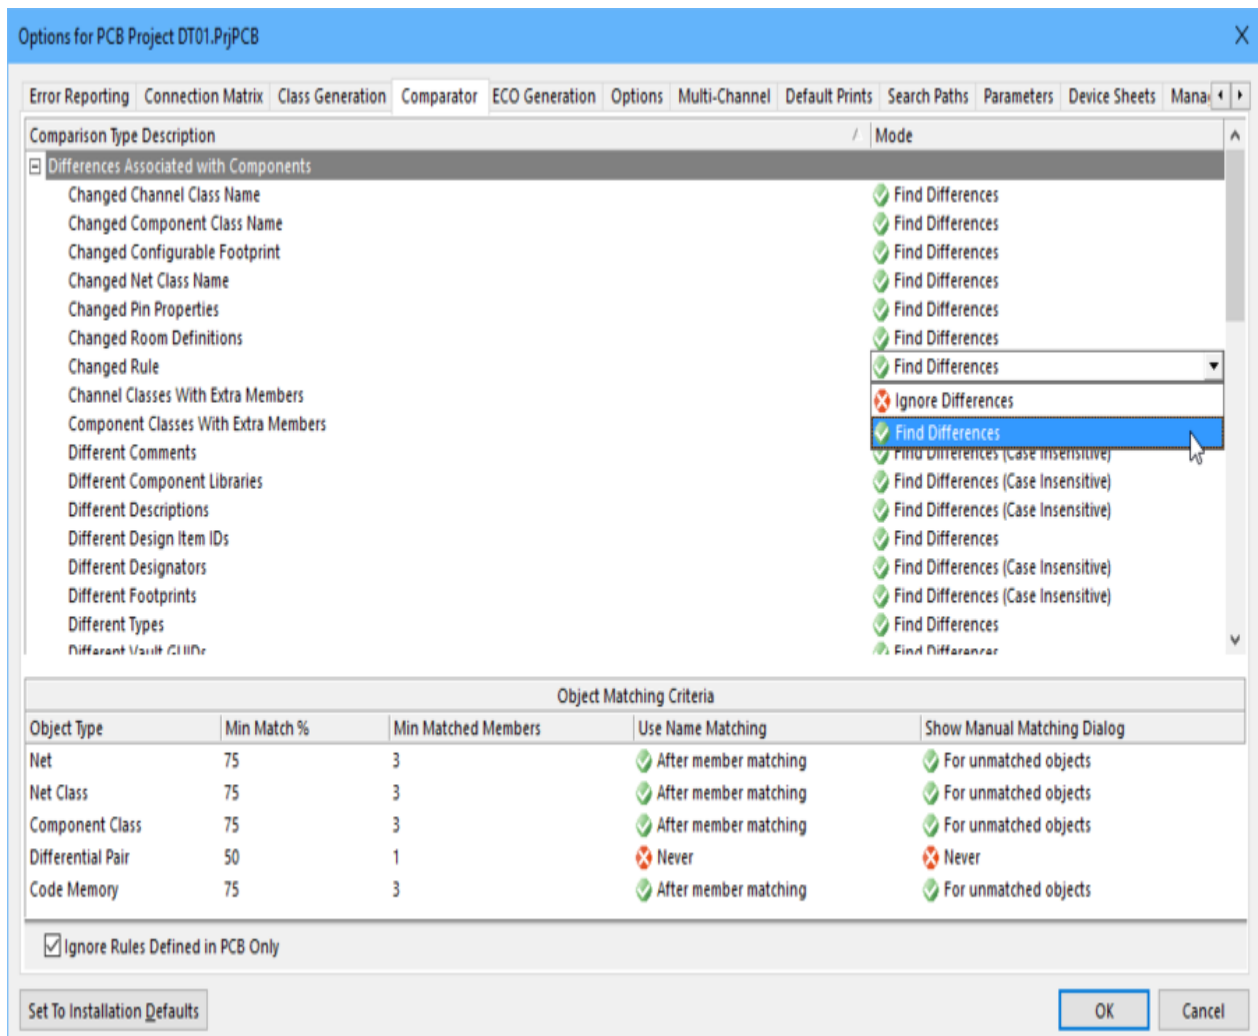 Options for PCB Project DT01.PrjPCB X
Error Reporting Connection Matrix Class Generation Comparator ECO Generation Options Multi-Channel Default Prints Search Paths Parameters Device Sheets Mana
Comparison Type Description Mode
Differences Associated with Components
Changed Channel Class Name Find Differences
Changed Component Class Name Find Differences
Changed Configurable Footprint Find Differences
Changed Net Class Name Find Differences
Changed Pin Properties Find Differences
Changed Room Definitions Find Differences
Changed Rule Find Differences
Channel Classes With Extra Members Ignore Differences
Component Classes With Extra Members Find Differences
Different Comments Find Differences (Case Insensitive)
Different Component Libraries Find Differences (Case Insensitive)
Different Descriptions Find Differences (Case Insensitive)
Different Design Item IDs Find Differences
Different Designators Find Differences (Case Insensitive)
Different Footprints Find Differences (Case Insensitive)
Different Types Find Differences
Different Vault GUIDs Find Differences
Object Matching Criteria
Object Type Min Match % Min Matched Members Use Name Matching Show Manual Matching Dialog
Net 75 3 After member matching For unmatched objects
Net Class 75 3 After member matching For unmatched objects
Component Class 75 3 After member matching For unmatched objects
Differential Pair 50 1 Never Never
Code Memory 75 3 After member matching For unmatched objects
Ignore Rules Defined in PCB Only
Set To Installation Defaults OK Cancel